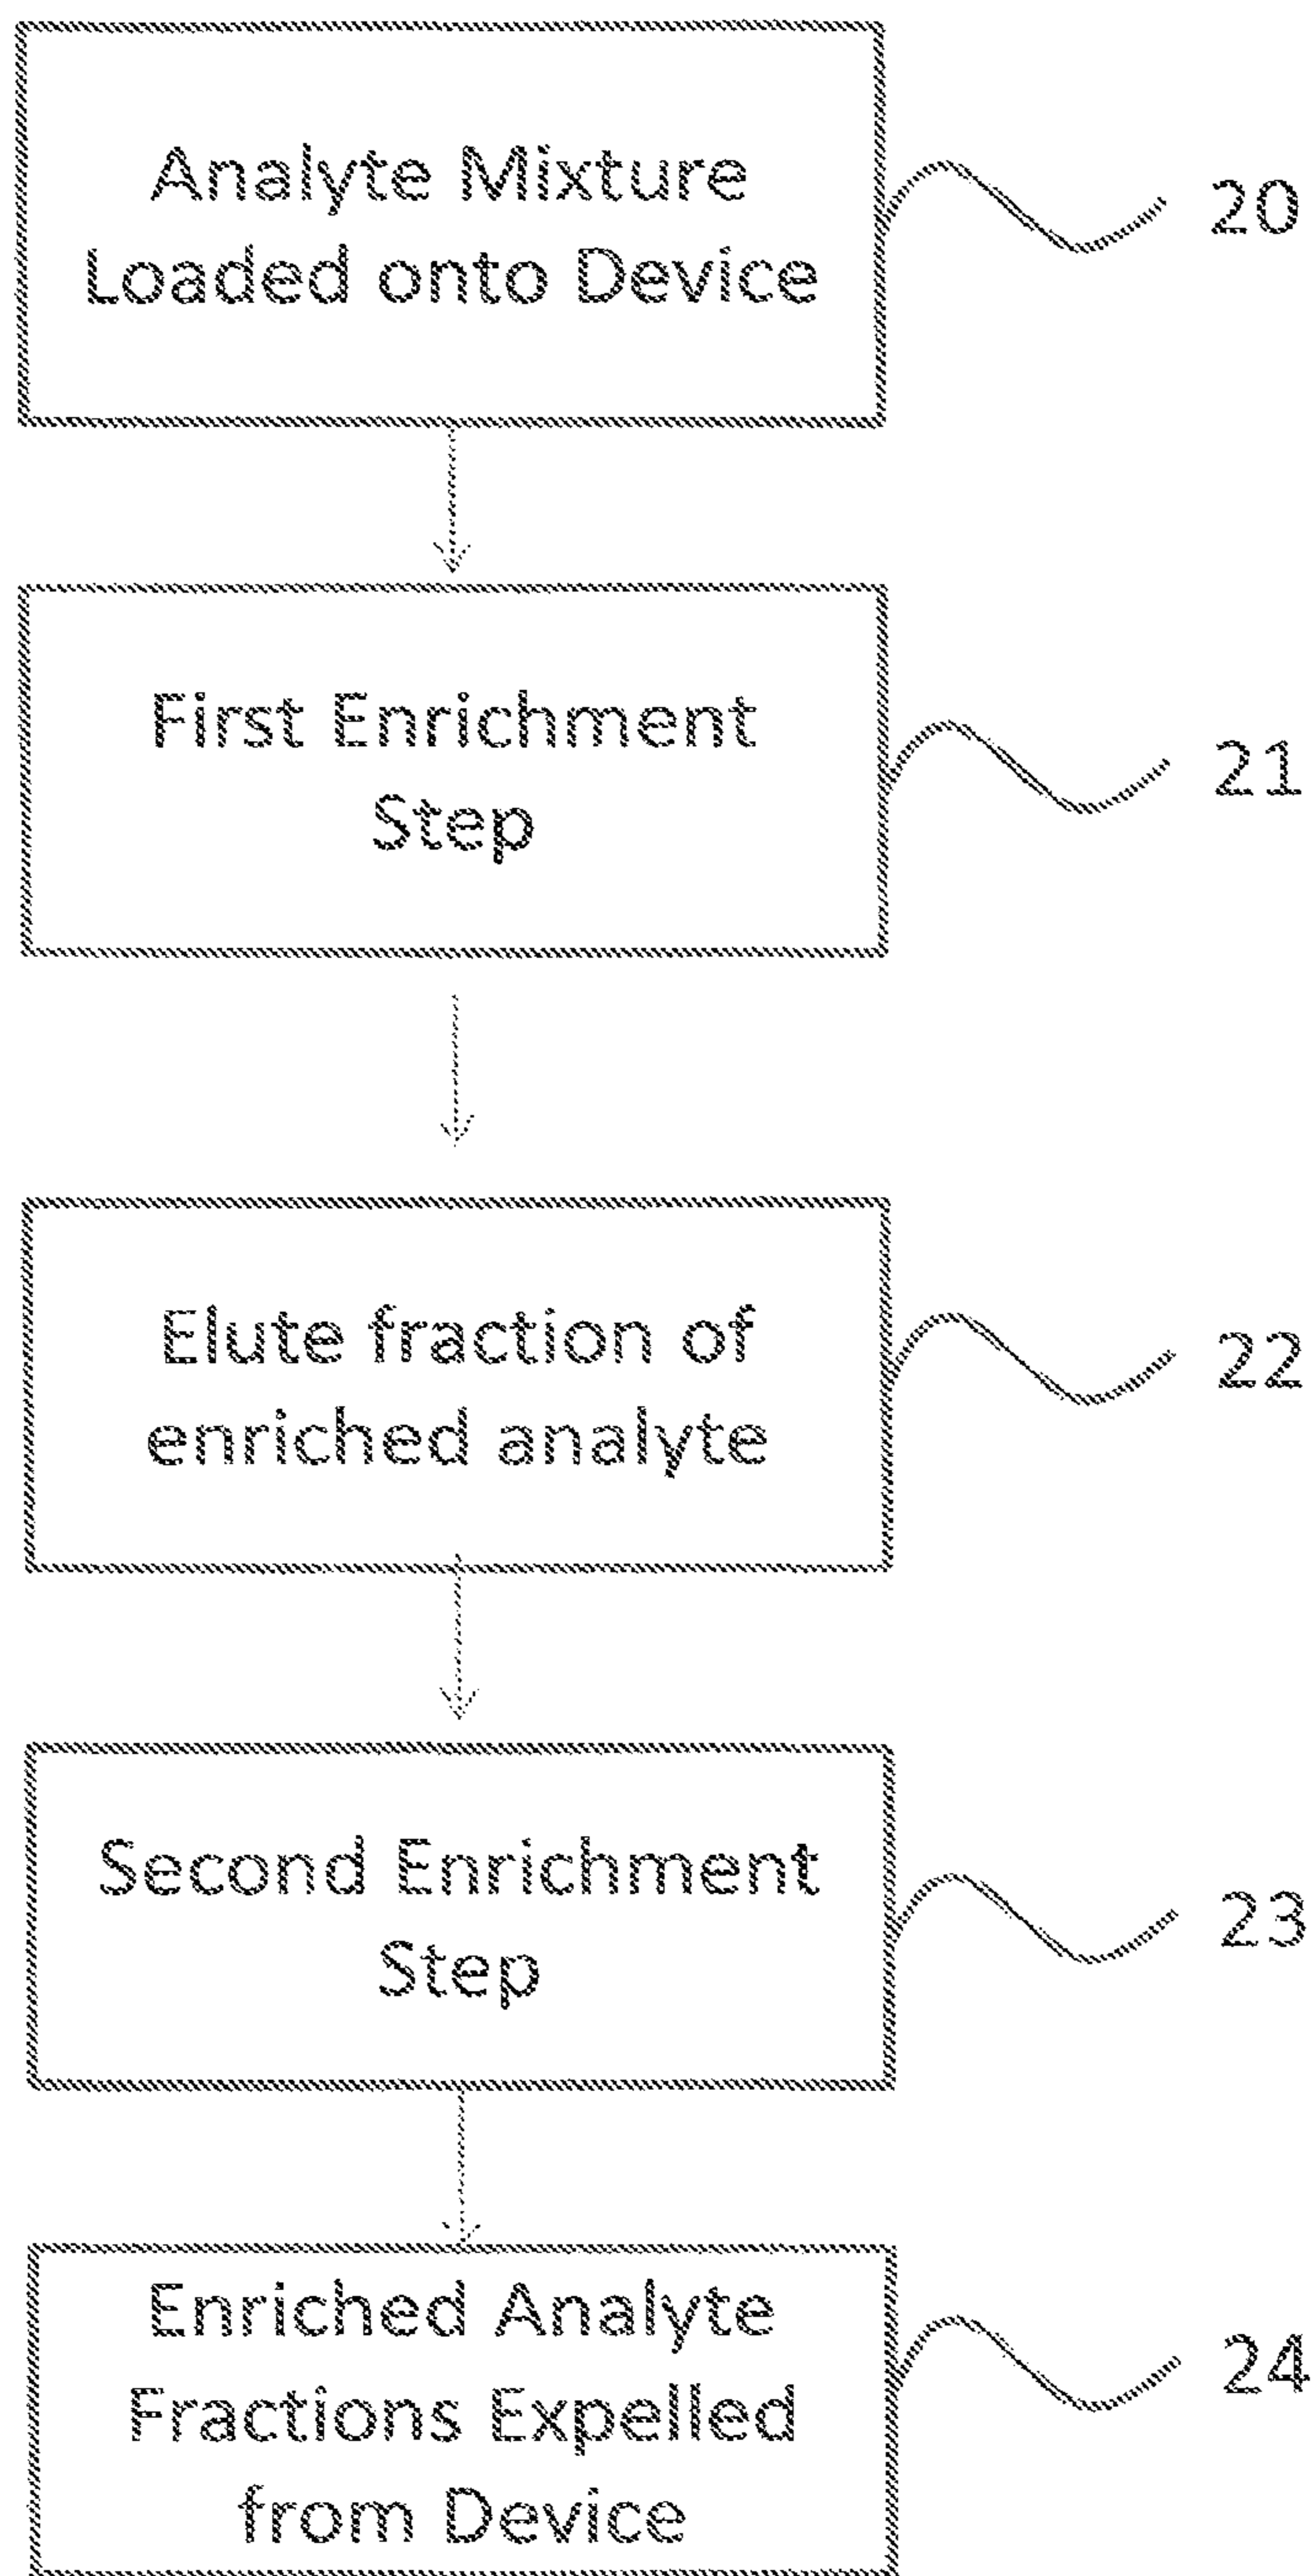 Analyte Mixture
Loaded onto Device
20
First Enrichment
Step
21
Elute fraction of
enriched analyte
22
Second Enrichment
Step
23
Enriched Analyte
Fractions Expelled
from Device
24